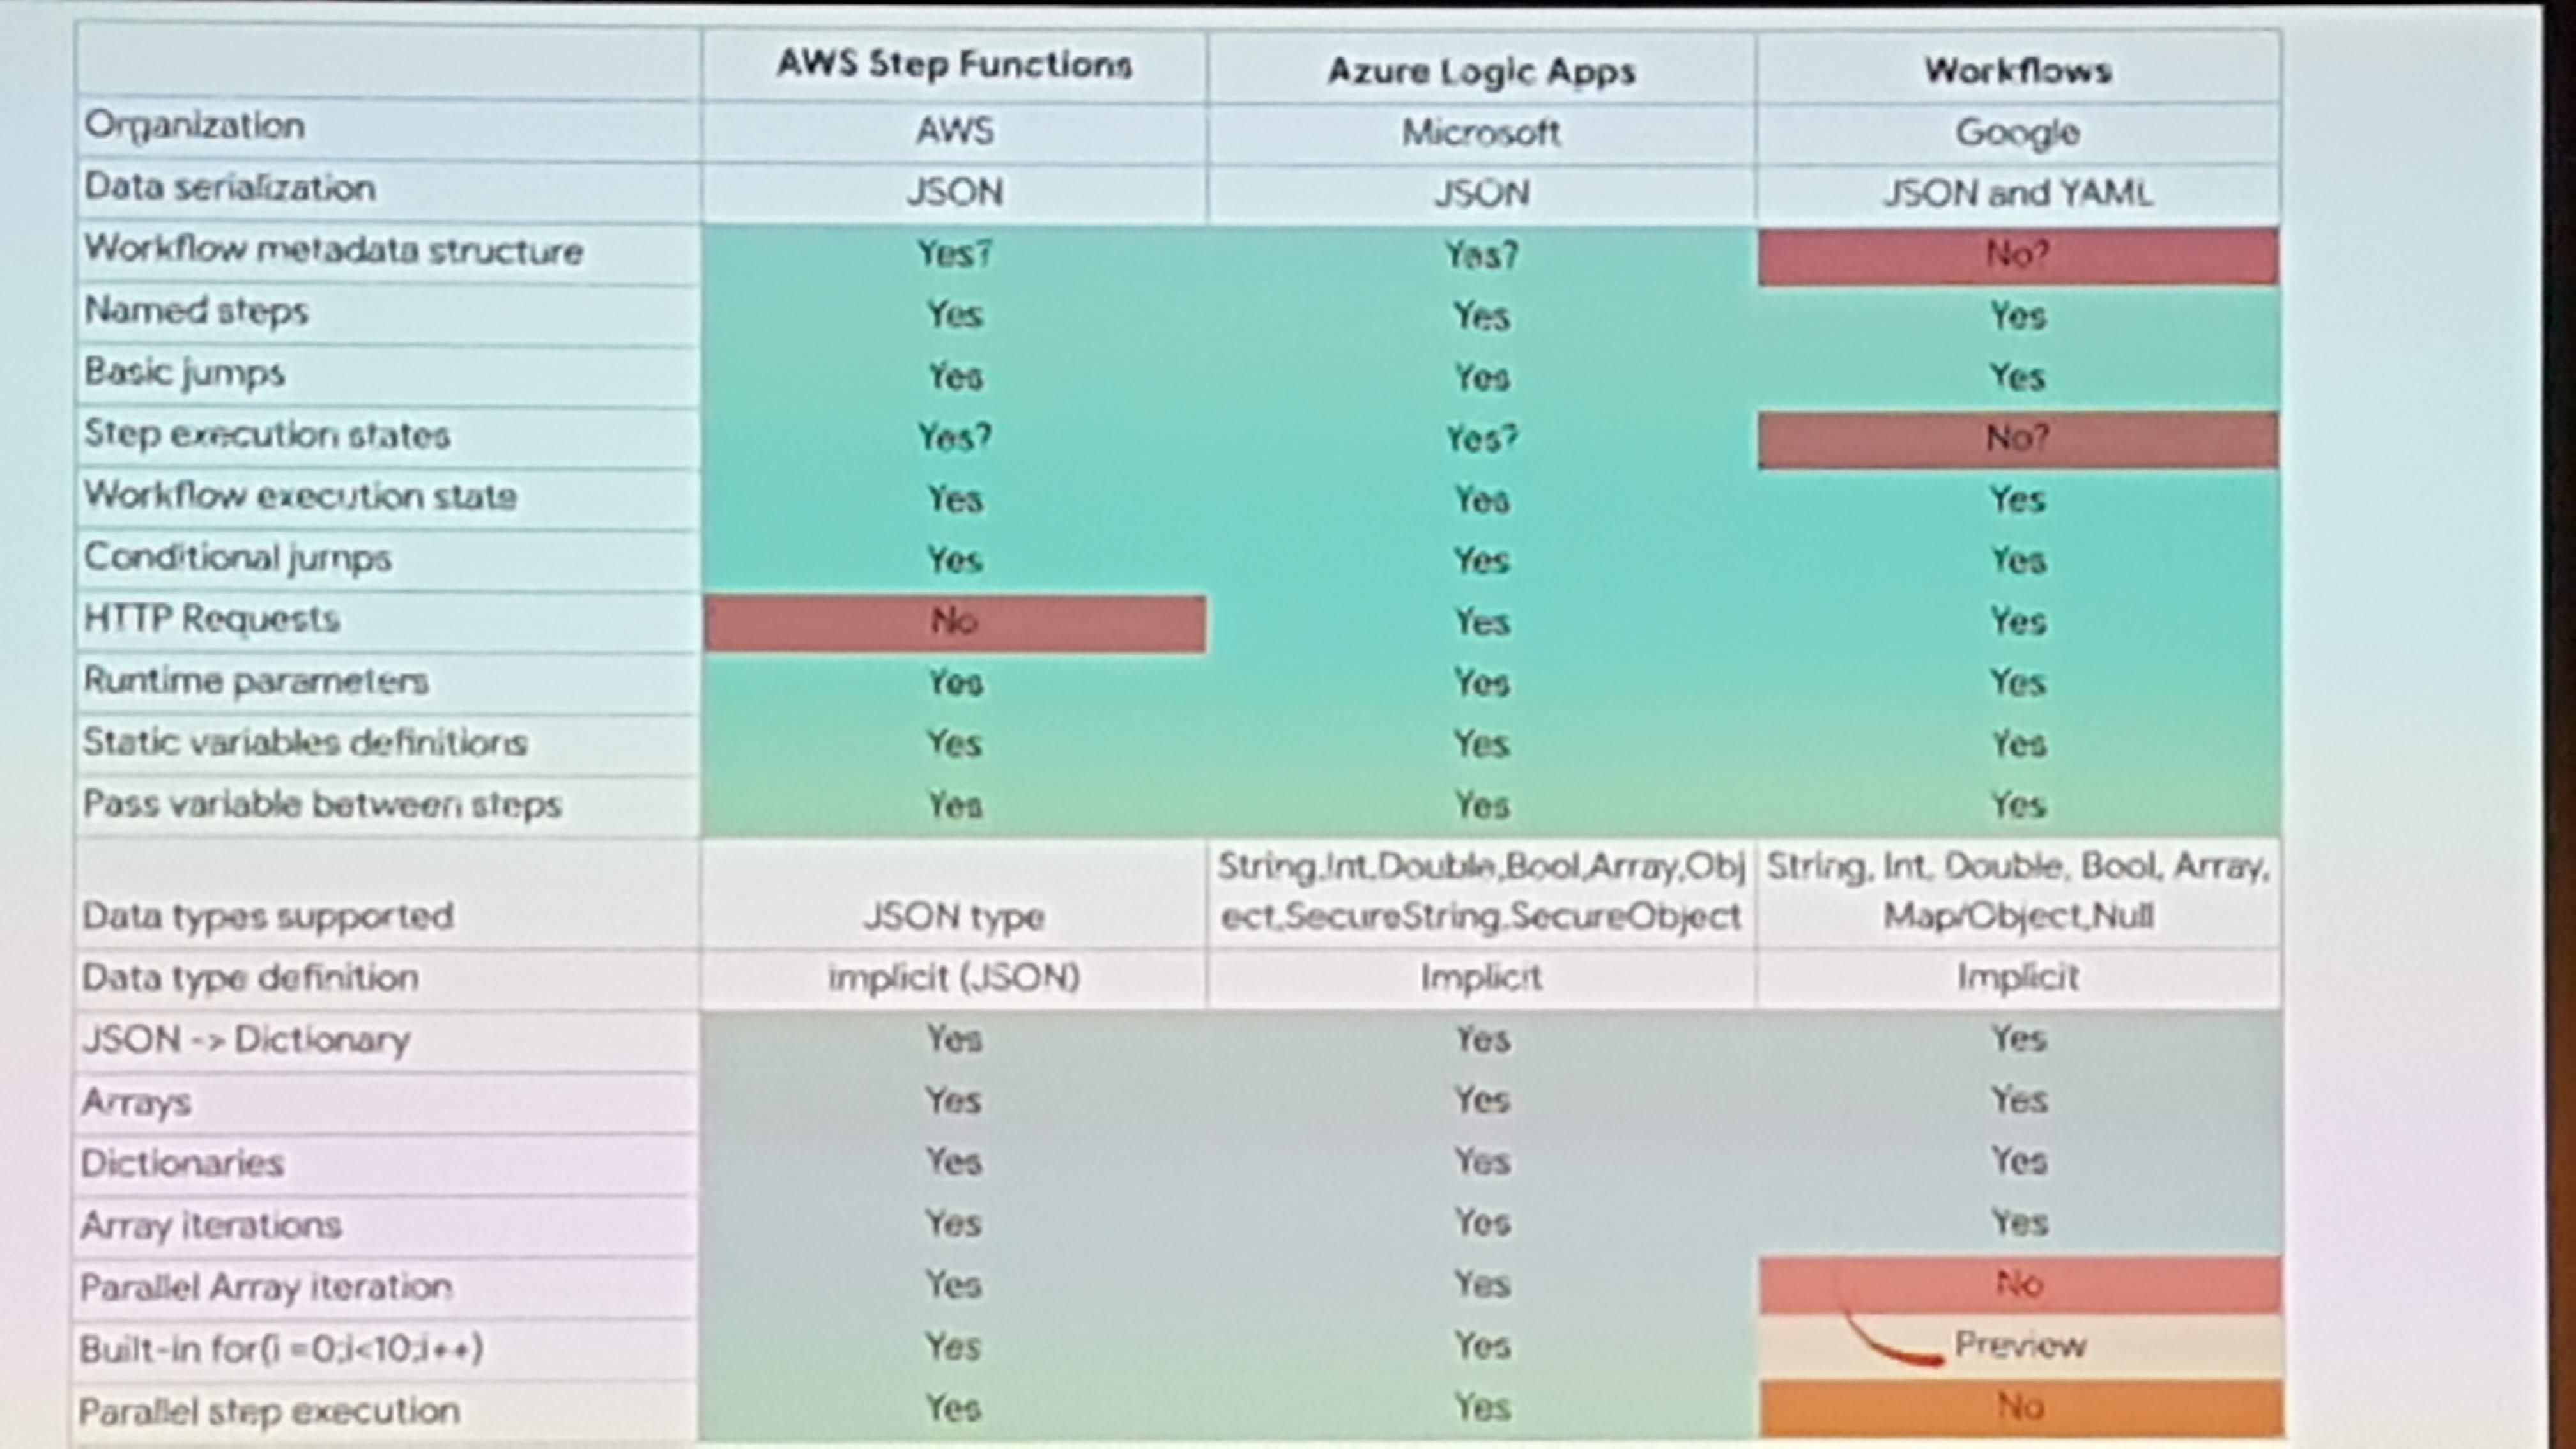 AWS Step Functions Azure Logic Apps Workflows
Organization AWS Microsoft Google
Data serialization JSON JSON JSON and YAML
Workflow metadata structure Yes? Yes? No?
Named steps Yes Yes Yes
Basic jumps Yes Yes Yes
Step execution states Yes? Yes? No?
Workflow execution state Yes Yes Yes
Conditional jumps Yes Yes Yes
HTTP Requests No Yes Yes
Runtime parameters Yes Yes Yes
Static variables definitions Yes Yes Yes
Pass variable between steps Yes Yes Yes
String,Int,Double,Bool,Array,Obj String, Int, Double, Bool, Array,
Data types supported JSON type ect,SecureString,SecureObject Map/Object,Null
Data type definition implicit (JSON) Implicit Implicit
JSON -> Dictionary Yes Yes Yes
Arrays Yes Yes Yes
Dictionaries Yes Yes Yes
Array iterations Yes Yes Yes
Parallel Array iteration Yes Yes No
Built-in for(i =0;i<10;i++) Yes Yes Preview
Parallel step execution Yes Yes No